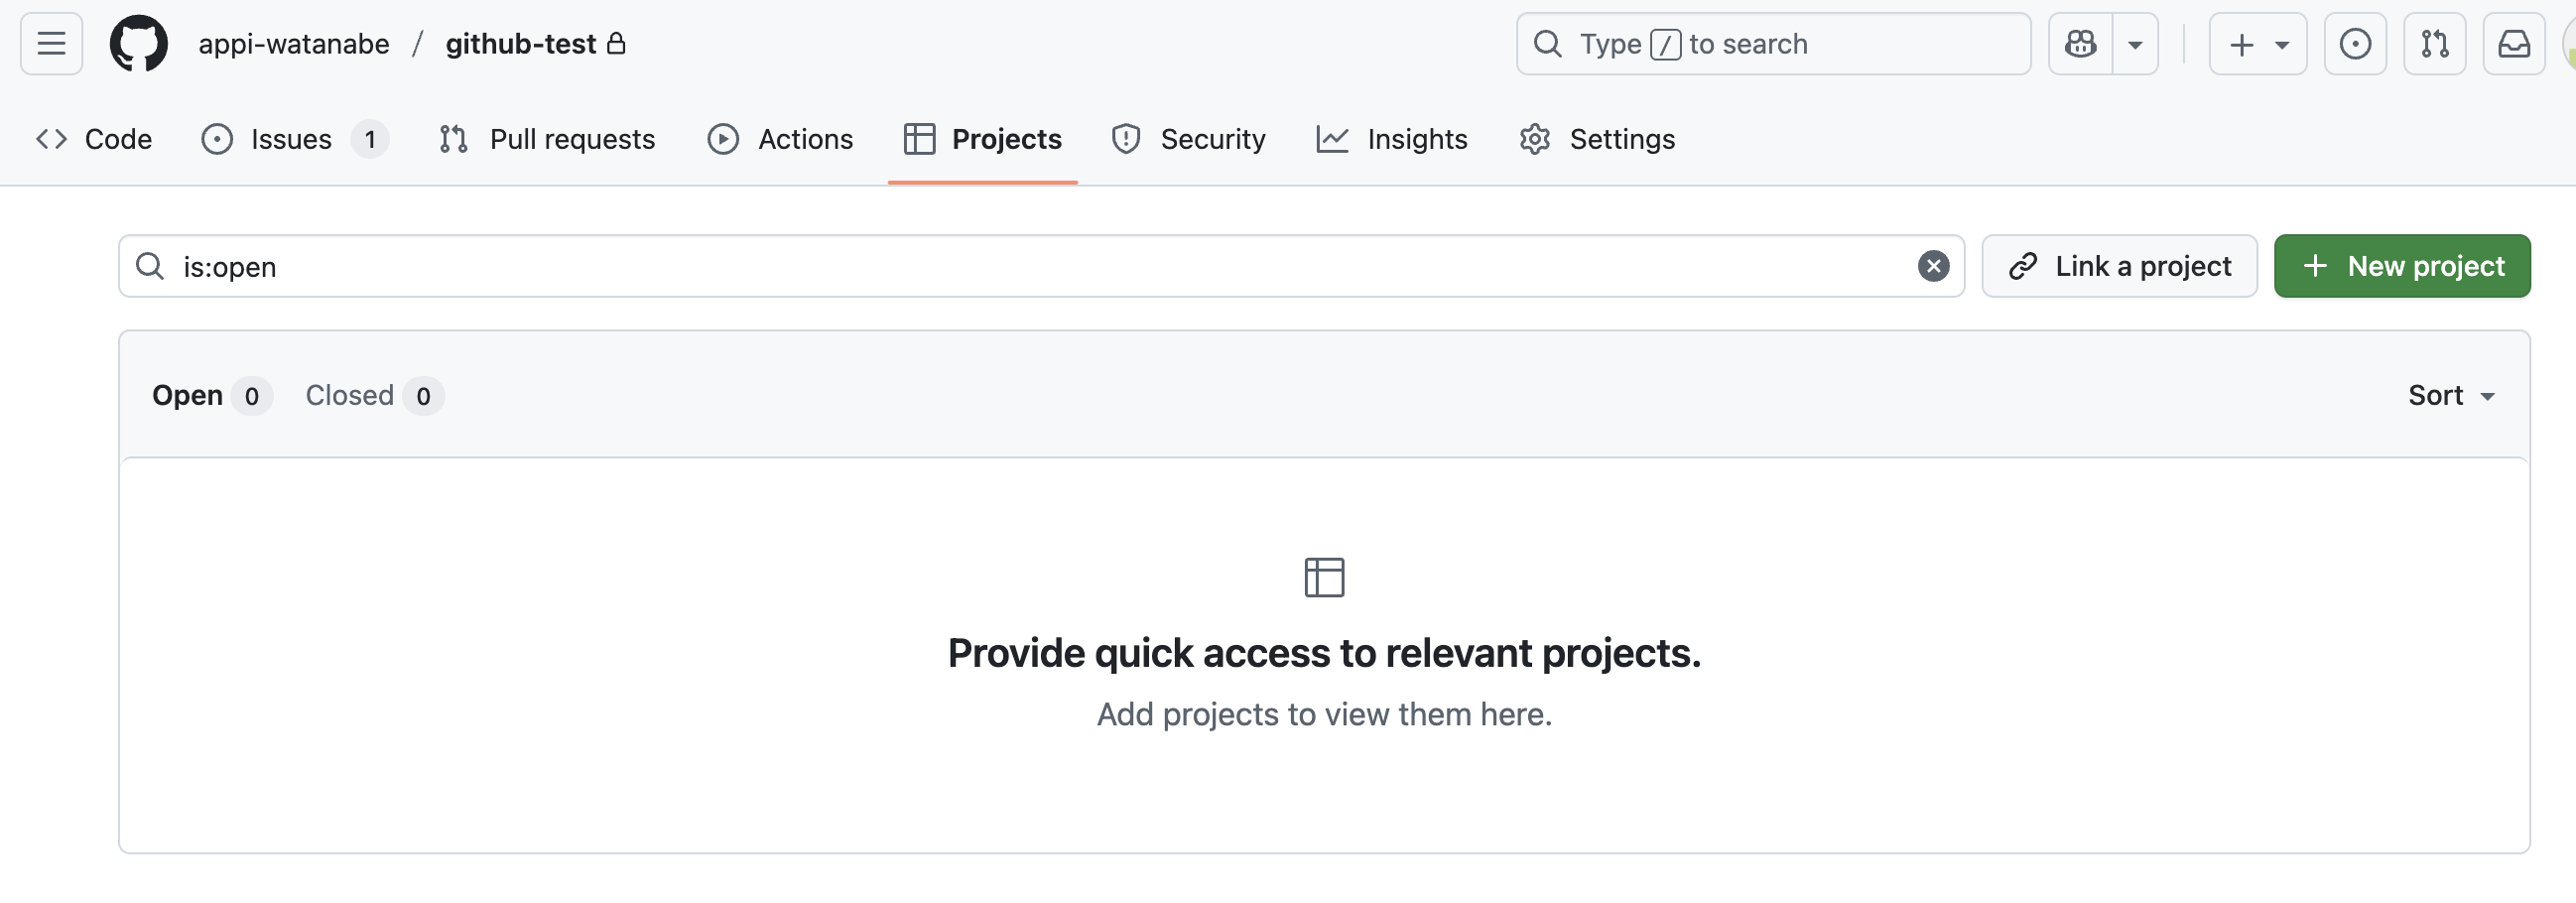 appi-watanabe / github-test
Type / to search
Code Issues 1 Pull requests Actions Projects Security Insights Settings
is:open
Link a project
New project
Open 0 Closed 0
Sort
Provide quick access to relevant projects.
Add projects to view them here.